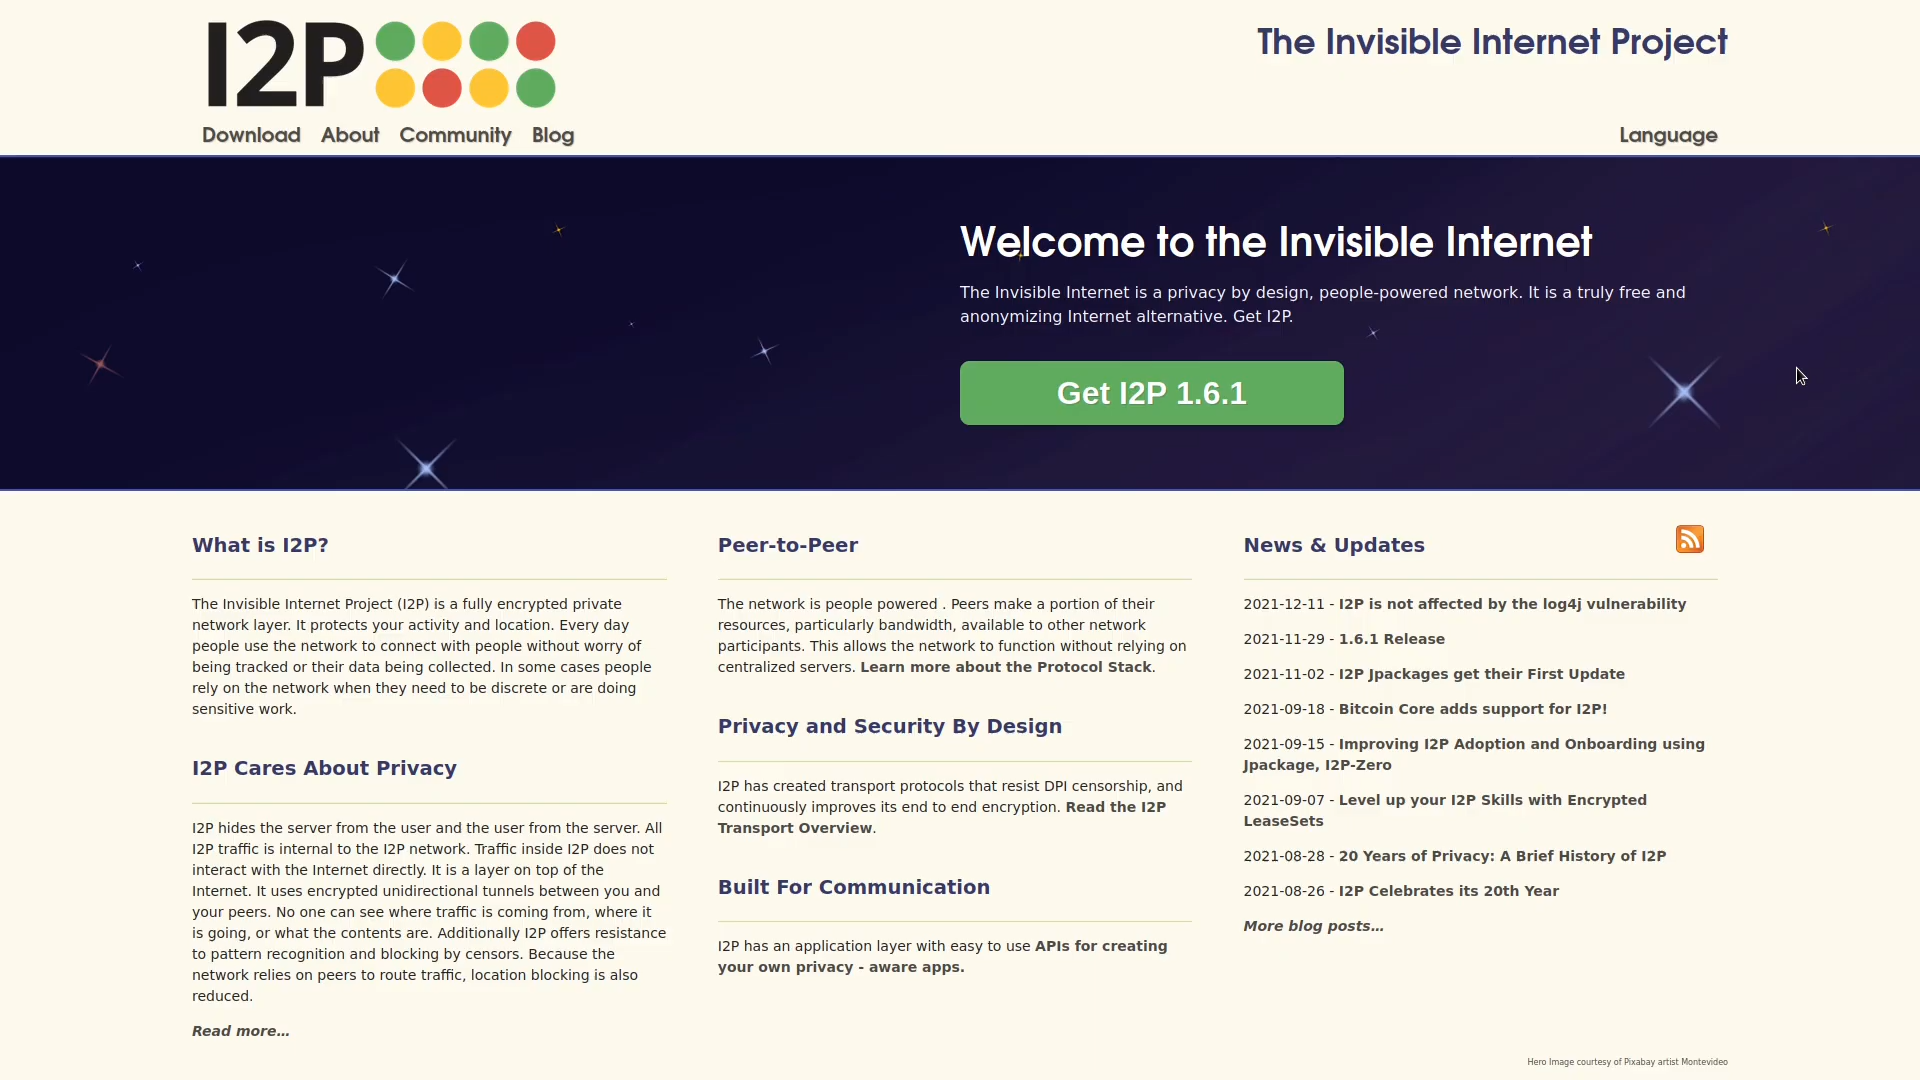 I2P
The Invisible Internet Project
Download About Community Blog
Language
Welcome to the Invisible Internet
The Invisible Internet is a privacy by design, people-powered network. It is a truly free and
anonymizing Internet alternative. Get I2P.
Get I2P 1.6.1
What is I2P?
The Invisible Internet Project (I2P) is a fully encrypted private
network layer. It protects your activity and location. Every day
people use the network to connect with people without worry of
being tracked or their data being collected. In some cases people
rely on the network when they need to be discrete or are doing
sensitive work.
I2P Cares About Privacy
I2P hides the server from the user and the user from the server. All
I2P traffic is internal to the I2P network. Traffic inside I2P does not
interact with the Internet directly. It is a layer on top of the
Internet. It uses encrypted unidirectional tunnels between you and
your peers. No one can see where traffic is coming from, where it
is going, or what the contents are. Additionally I2P offers resistance
to pattern recognition and blocking by censors. Because the
network relies on peers to route traffic, location blocking is also
reduced.
Read more…
Peer-to-Peer
The network is people powered . Peers make a portion of their
resources, particularly bandwidth, available to other network
participants. This allows the network to function without relying on
centralized servers. Learn more about the Protocol Stack.
Privacy and Security By Design
I2P has created transport protocols that resist DPI censorship, and
continuously improves its end to end encryption. Read the I2P
Transport Overview.
Built For Communication
I2P has an application layer with easy to use APIs for creating
your own privacy - aware apps.
News & Updates
2021-12-11 - I2P is not affected by the log4j vulnerability
2021-11-29 - 1.6.1 Release
2021-11-02 - I2P Jpackages get their First Update
2021-09-18 - Bitcoin Core adds support for I2P!
2021-09-15 - Improving I2P Adoption and Onboarding using
Jpackage, I2P-Zero
2021-09-07 - Level up your I2P Skills with Encrypted
LeaseSets
2021-08-28 - 20 Years of Privacy: A Brief History of I2P
2021-08-26 - I2P Celebrates its 20th Year
More blog posts…
Hero Image courtesy of Pixabay artist Montevideo